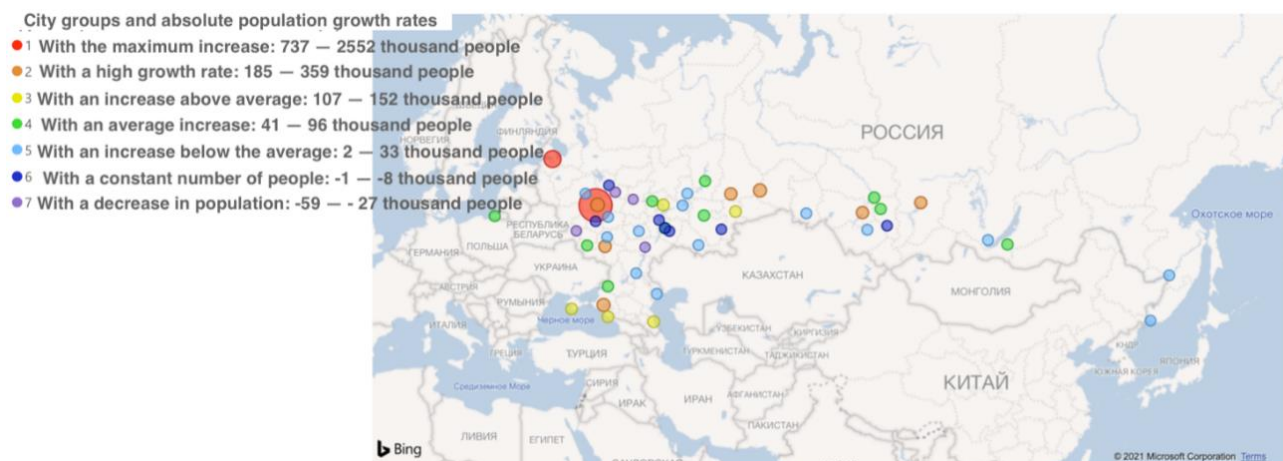 City groups and absolute population growth rates
1 With the maximum increase: 737 — 2552 thousand people
2 With a high growth rate: 185 — 359 thousand people
3 With an increase above average: 107 — 152 thousand people
4 With an average increase: 41 — 96 thousand people
5 With an increase below the average: 2 — 33 thousand people
6 With a constant number of people: -1 — -8 thousand people
7 With a decrease in population: -59 — - 27 thousand people
ФИНЛЯНДИЯ
НОРВЕГИЯ
РОССИЯ
Охотское море
РЕСПУБЛИКА
БЕЛАРУСЬ
ПОЛЬША
ГЕРМАНИЯ
УКРАИНА
КАЗАХСТАН
АВСТРИЯ
МОНГОЛИЯ
РУМЫНИЯ
Черное море
ИТАЛИЯ
УЗБЕКИСТАН
КИРГИЗИЯ
КНДР
ГРЕЦИЯ
ТУРЦИЯ
ТУРКМЕНИСТАН
ТАДЖИКИСТАН
ЯПОНИЯ
ЮЖНАЯ КОРЕЯ
Средиземное Море
СИРИЯ
КИТАЙ
ИРАК
ИРАН
АФГАНИСТАН
ПАКИСТАН
ЛИВИЯ
ЕГИПЕТ
Bing
© 2021 Microsoft Corporation Terms